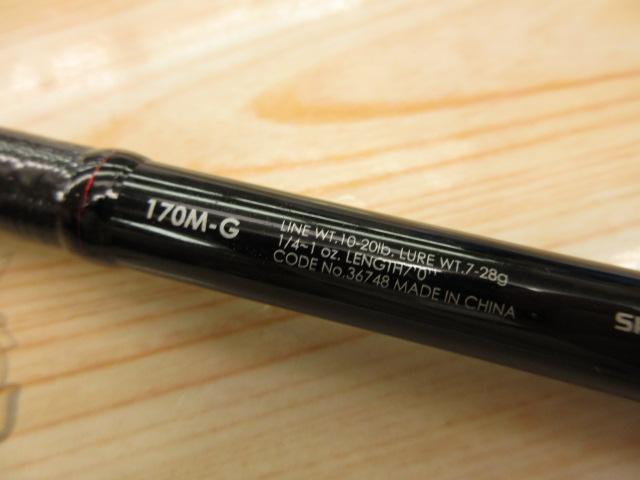 170M-G
LINE WT.10-20lb. LURE WT.7-28g
1/4~1 oz. LENGTH7'0"
CODE No.36748 MADE IN CHINA